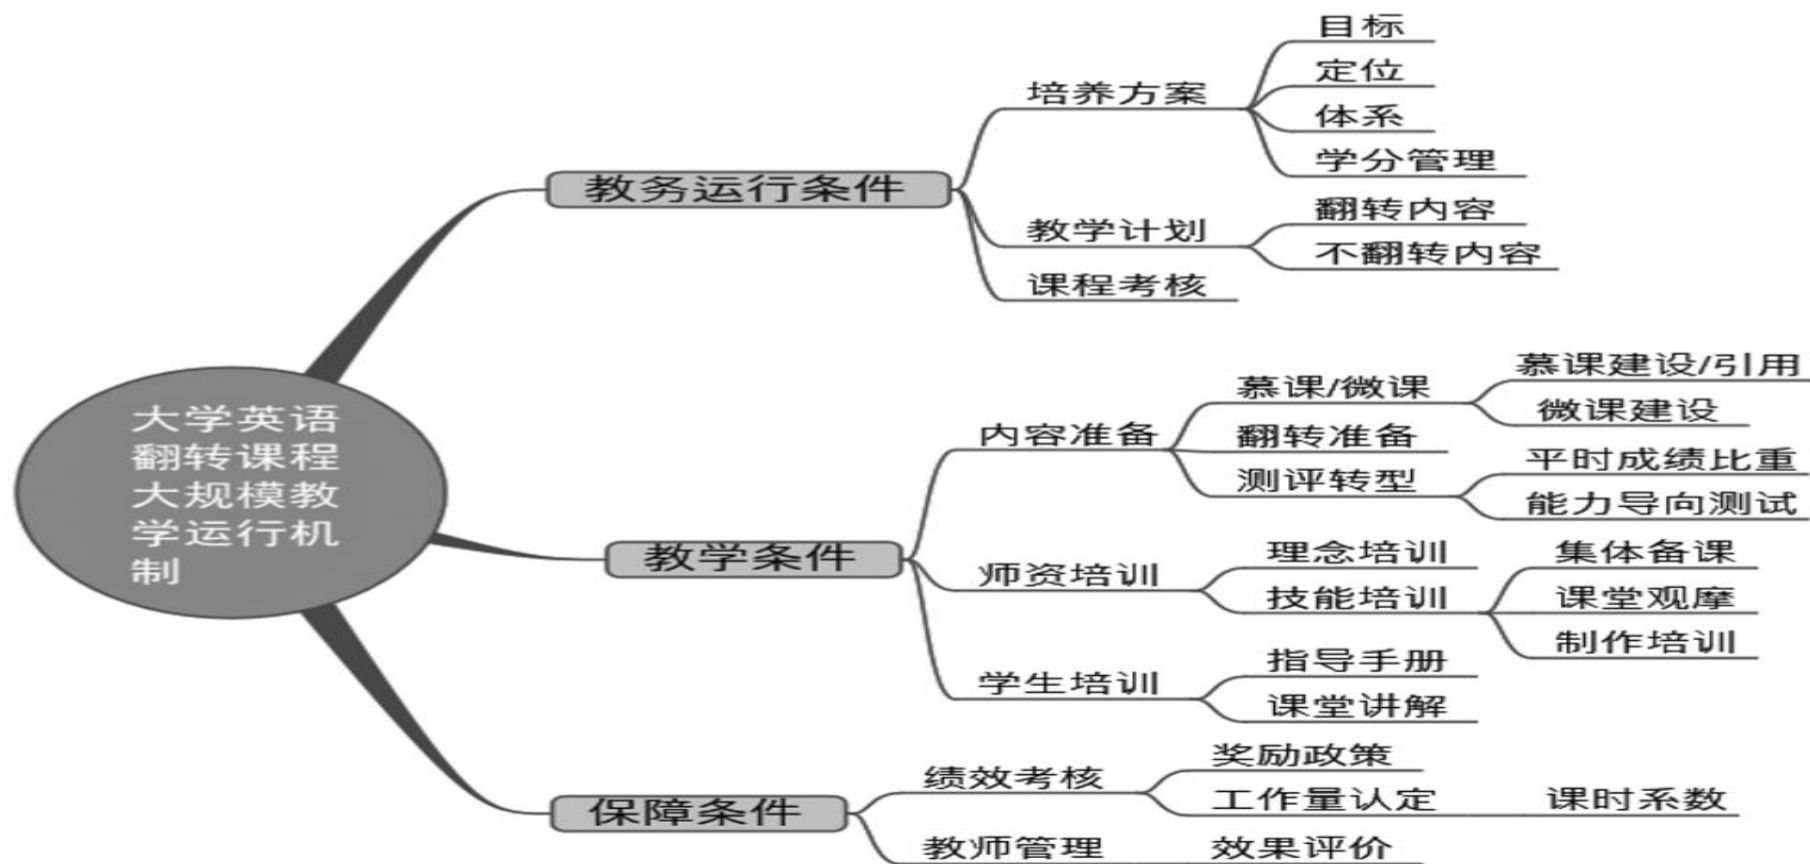 大学英语
翻转课程
大规模教
学运行机
制
教务运行条件
培养方案
目标
定位
体系
学分管理
教学计划
翻转内容
不翻转内容
课程考核
教学条件
内容准备
慕课/微课
慕课建设/引用
微课建设
翻转准备
测评转型
平时成绩比重
能力导向测试
师资培训
理念培训
技能培训
集体备课
课堂观摩
制作培训
学生培训
指导手册
课堂讲解
保障条件
绩效考核
奖励政策
工作量认定
课时系数
教师管理
效果评价